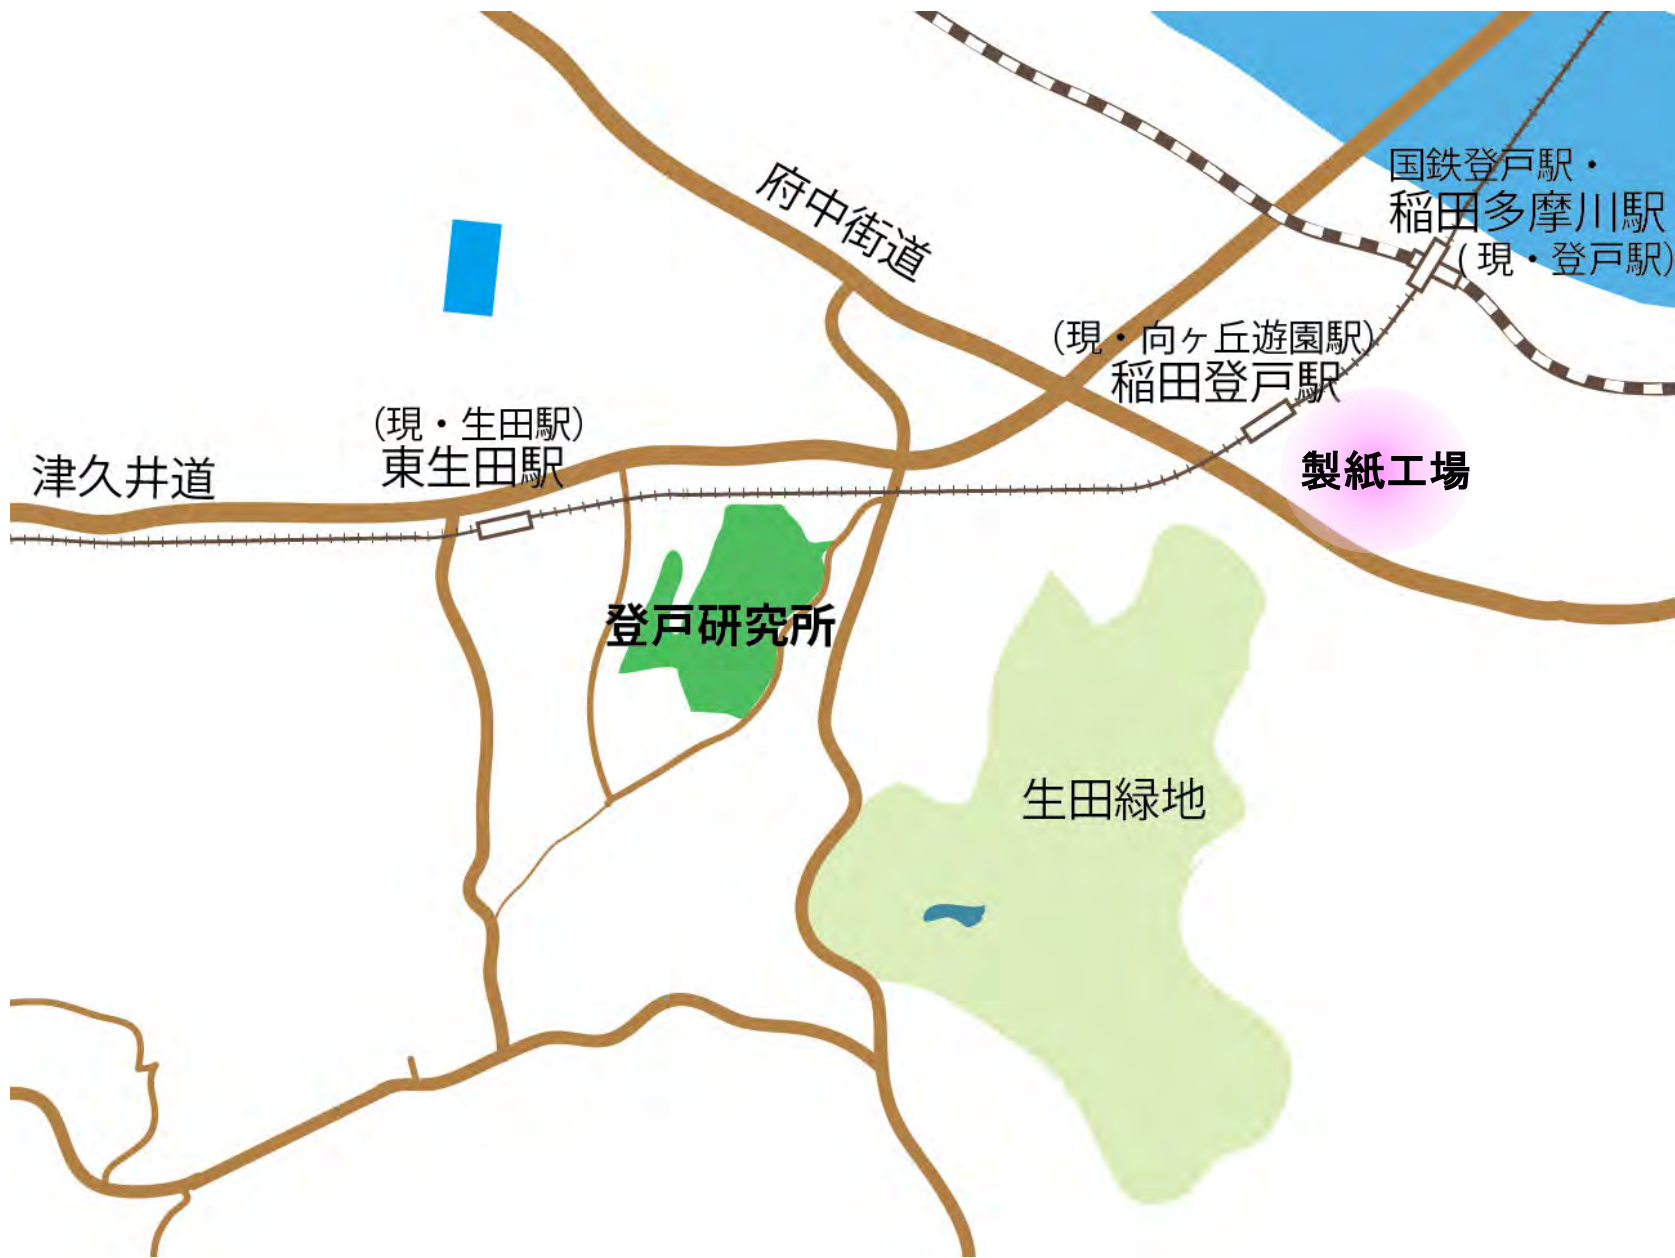 府中街道
国鉄登戸駅・
稲田多摩川駅
(現・登戸駅)
(現・向ヶ丘遊園駅)
稲田登戸駅
(現・生田駅)
東生田駅
津久井道
製紙工場
登戸研究所
生田緑地